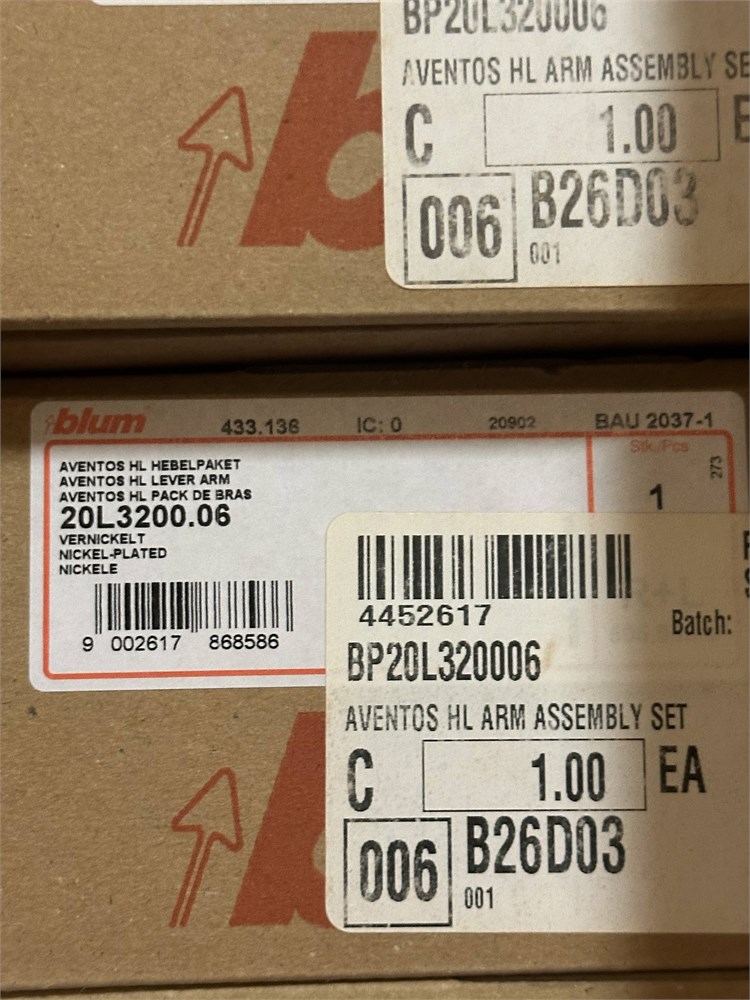 BP20L320006
AVENTOS HL ARM ASSEMBLY SE
C 1.00 E
006 B26D03
001
blum 433.136 IC: 0 20902 BAU 2037-1
Stk/Pcs
273
1
AVENTOS HL HEBELPAKET
AVENTOS HL LEVER ARM
AVENTOS HL PACK DE BRAS
20L3200.06
VERNICKELT
NICKEL-PLATED
NICKELE
9 002617 868586
4452617
Batch:
BP20L320006
AVENTOS HL ARM ASSEMBLY SET
C 1.00 EA
006 B26D03
001